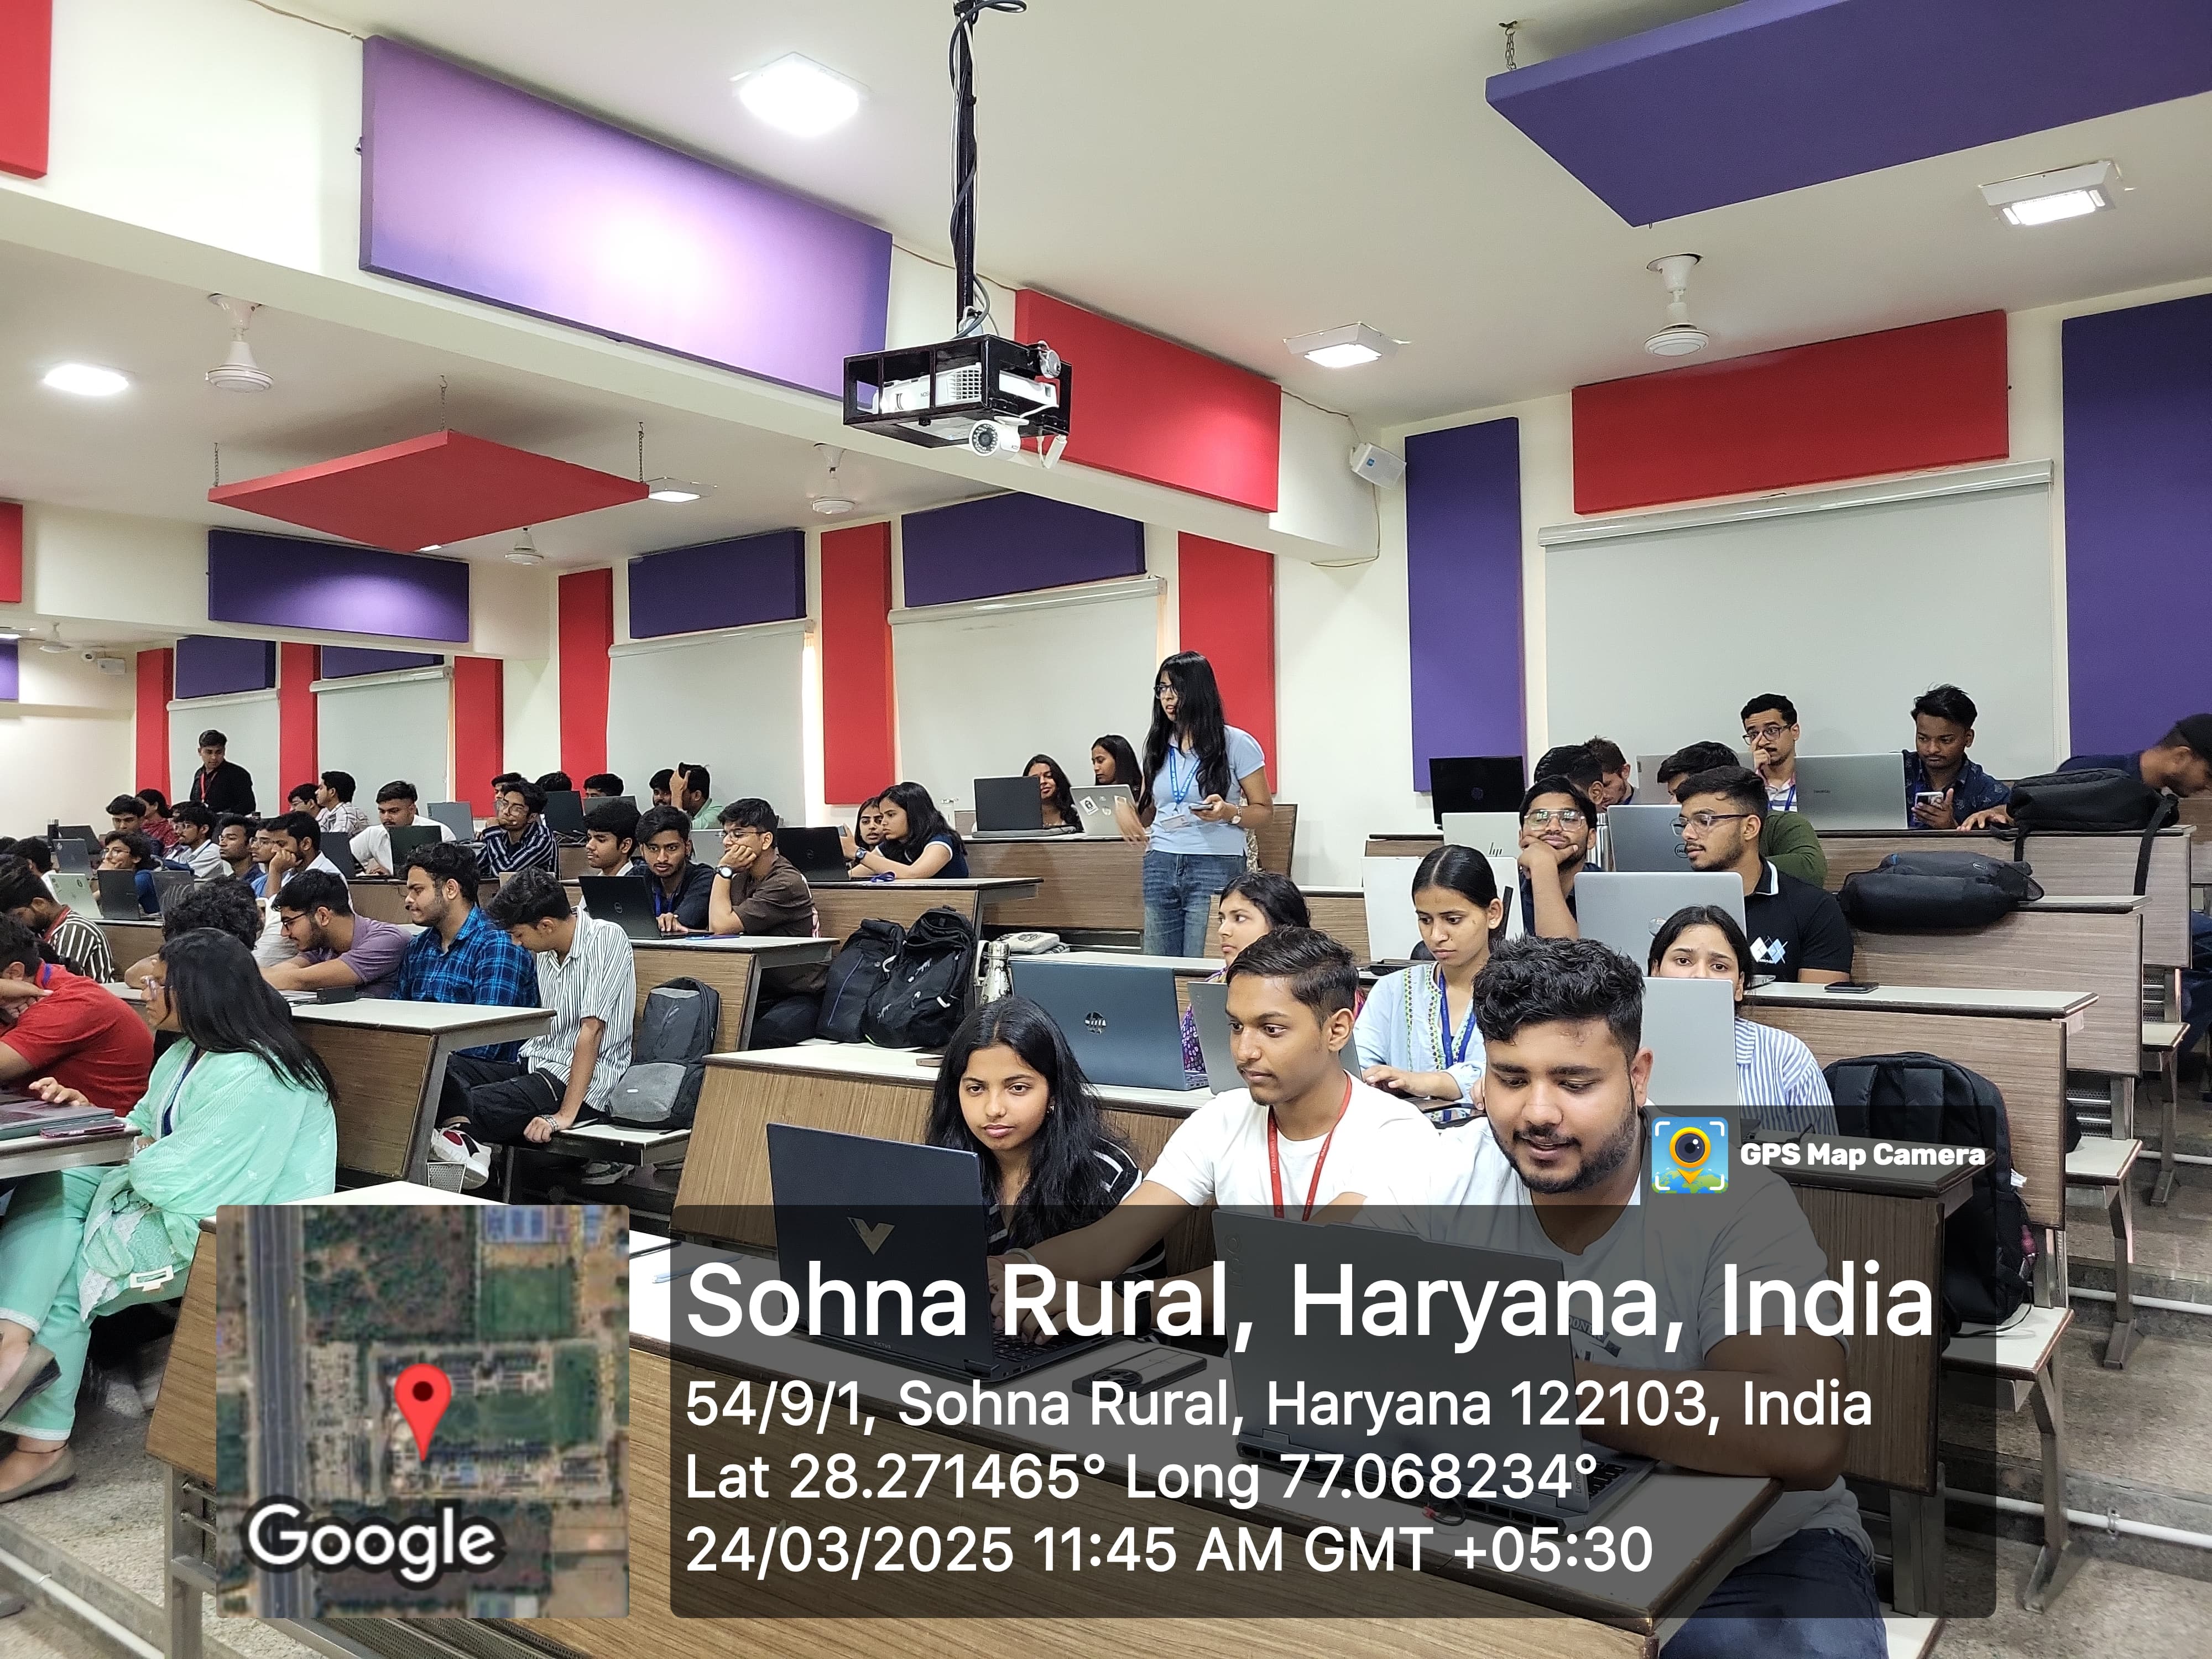 GPS Map Camera
Sohna Rural, Haryana, India
54/9/1, Sohna Rural, Haryana 122103, India
Lat 28.271465° Long 77.068234°
24/03/2025 11:45 AM GMT +05:30
Google
hp